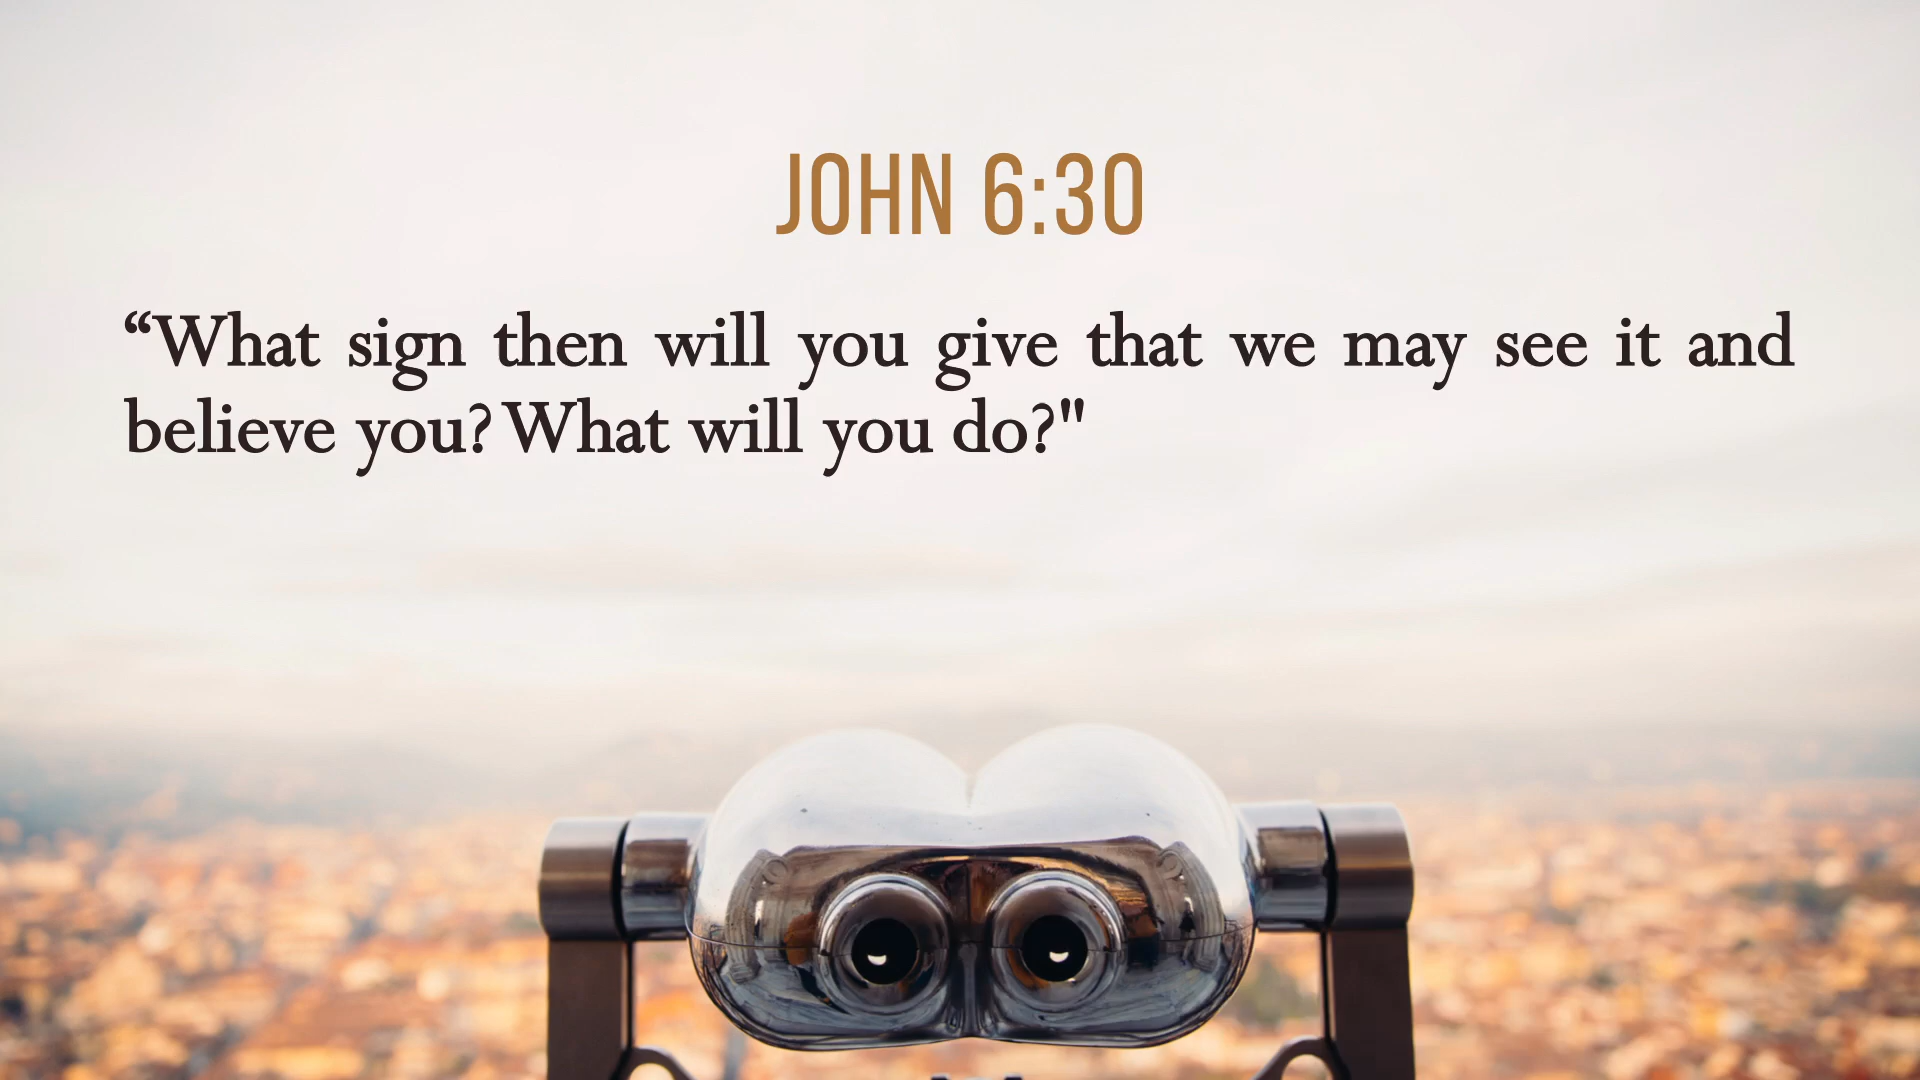 JOHN 6:30
“What sign then will you give that we may see it and
believe you? What will you do?"